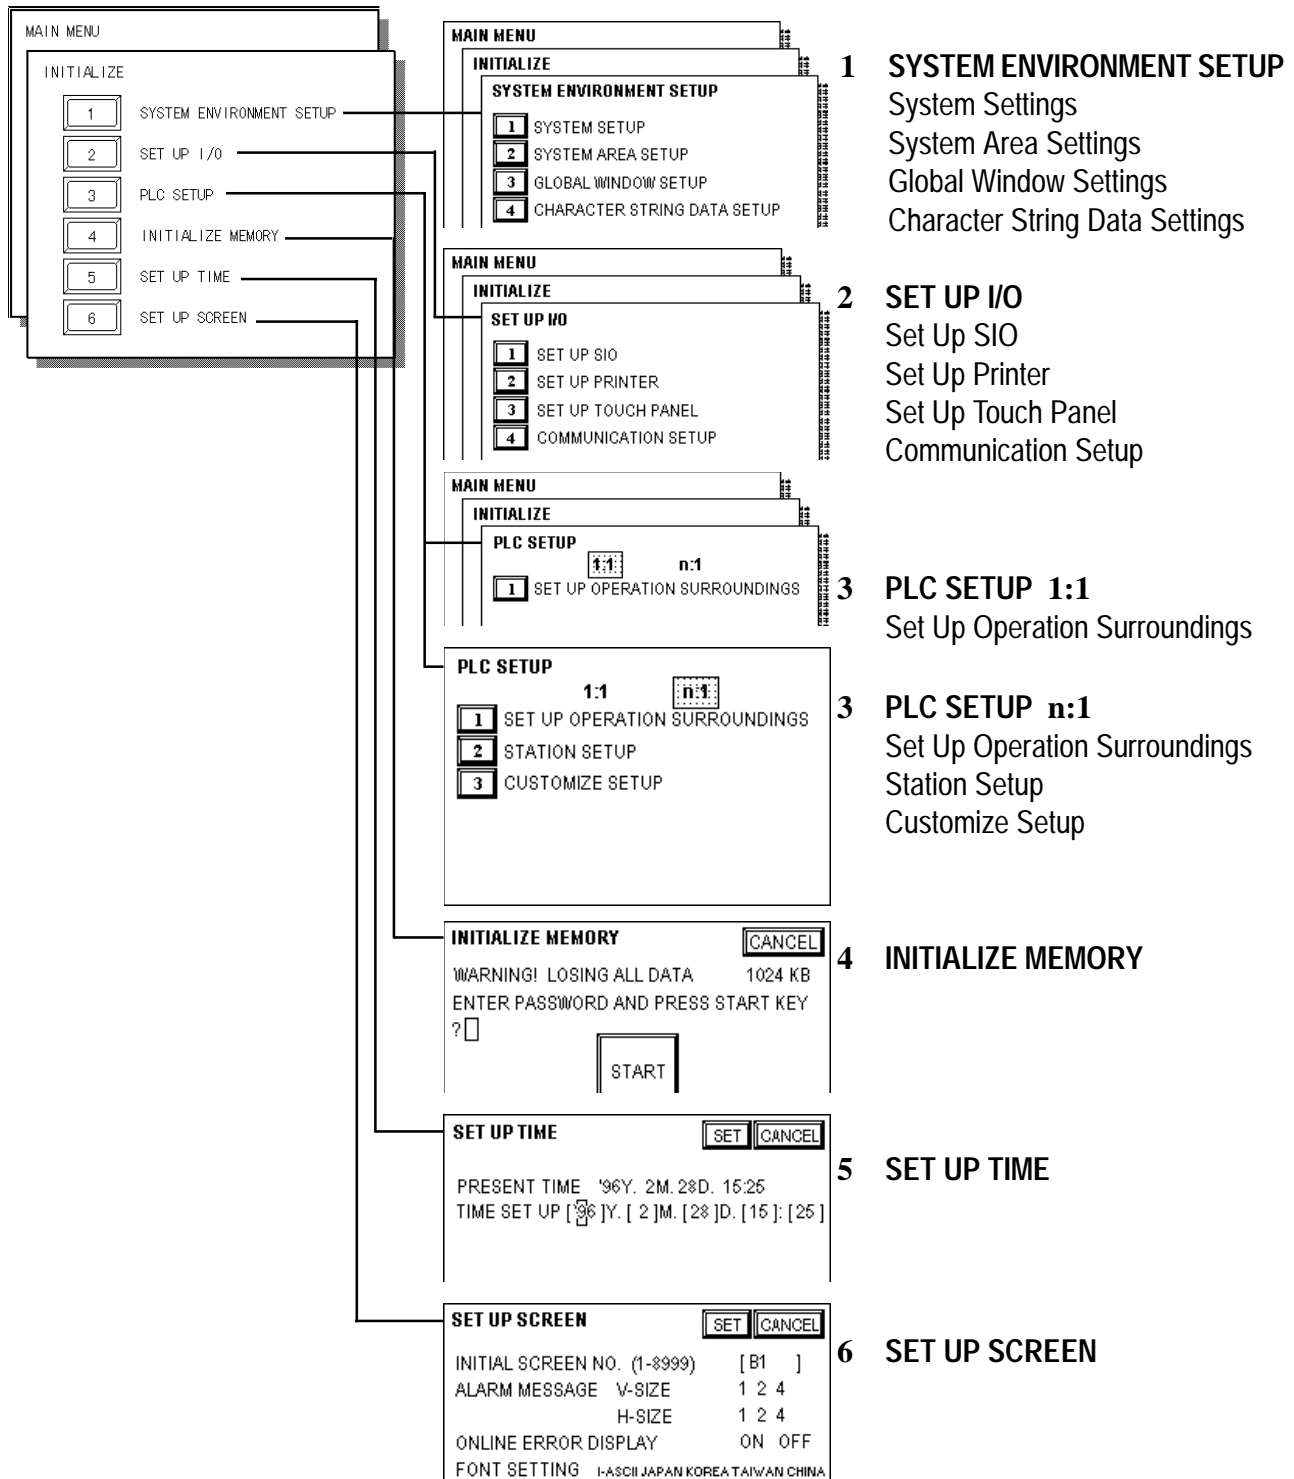 MAIN MENU
INITIALIZE
1 SYSTEM ENVIRONMENT SETUP
2 SET UP I/O
3 PLC SETUP
4 INITIALIZE MEMORY
5 SET UP TIME
6 SET UP SCREEN
MAIN MENU
INITIALIZE
SYSTEM ENVIRONMENT SETUP
1 SYSTEM SETUP
2 SYSTEM AREA SETUP
3 GLOBAL WINDOW SETUP
4 CHARACTER STRING DATA SETUP
1 SYSTEM ENVIRONMENT SETUP
System Settings
System Area Settings
Global Window Settings
Character String Data Settings
MAIN MENU
INITIALIZE
SET UP I/O
1 SET UP SIO
2 SET UP PRINTER
3 SET UP TOUCH PANEL
4 COMMUNICATION SETUP
2 SET UP I/O
Set Up SIO
Set Up Printer
Set Up Touch Panel
Communication Setup
MAIN MENU
INITIALIZE
PLC SETUP
1:1 n:1
1 SET UP OPERATION SURROUNDINGS
3 PLC SETUP 1:1
Set Up Operation Surroundings
PLC SETUP
1:1 n:1
1 SET UP OPERATION SURROUNDINGS
2 STATION SETUP
3 CUSTOMIZE SETUP
3 PLC SETUP n:1
Set Up Operation Surroundings
Station Setup
Customize Setup
INITIALIZE MEMORY CANCEL
WARNING! LOSING ALL DATA 1024 KB
ENTER PASSWORD AND PRESS START KEY
?
START
4 INITIALIZE MEMORY
SET UP TIME SET CANCEL
PRESENT TIME '96Y. 2M. 28D. 15:25
TIME SET UP ['96 ]Y. [ 2 ]M. [28 ]D. [15 ]: [25 ]
5 SET UP TIME
SET UP SCREEN SET CANCEL
INITIAL SCREEN NO. (1-8999) [ B1 ]
ALARM MESSAGE V-SIZE 1 2 4
H-SIZE 1 2 4
ONLINE ERROR DISPLAY ON OFF
FONT SETTING I-ASCII JAPAN KOREA TAIWAN CHINA
6 SET UP SCREEN